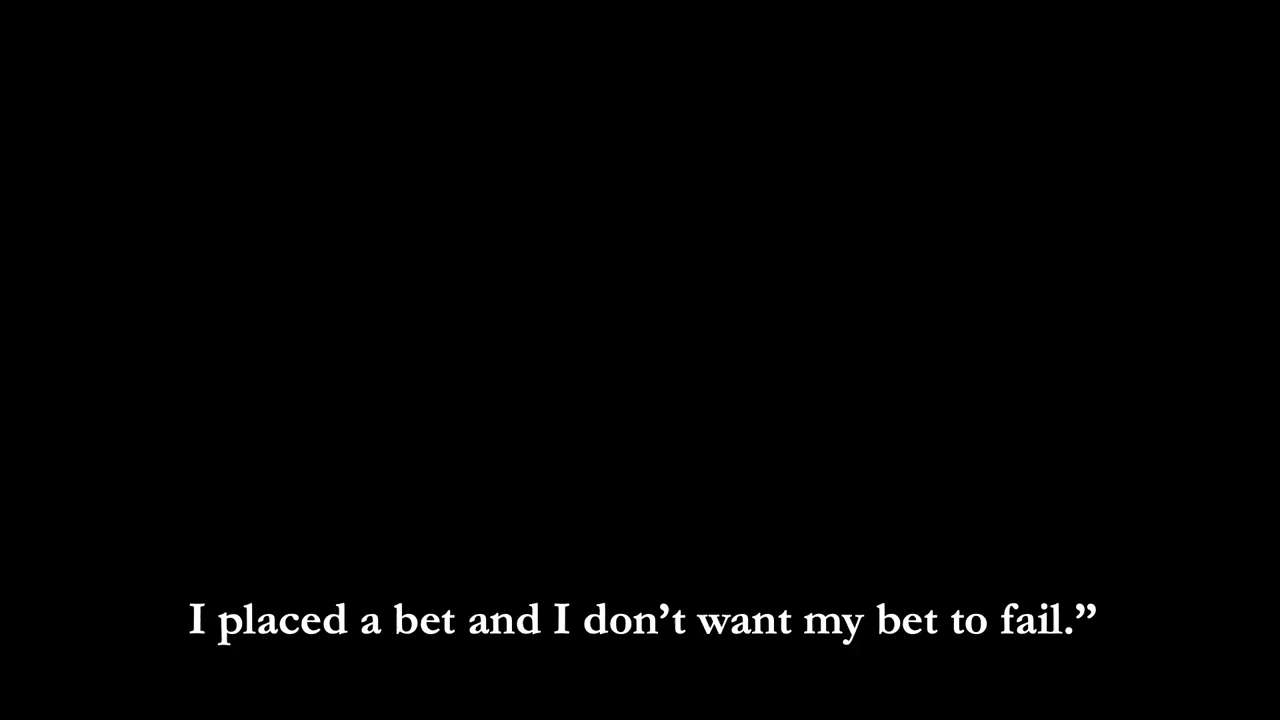 I placed a bet and I don’t want my bet to fail.”